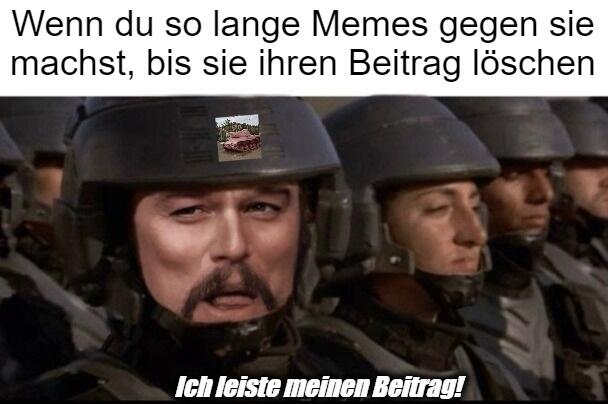 Wenn du so lange Memes gegen sie
machst, bis sie ihren Beitrag löschen
Ich leiste meinen Beitrag!